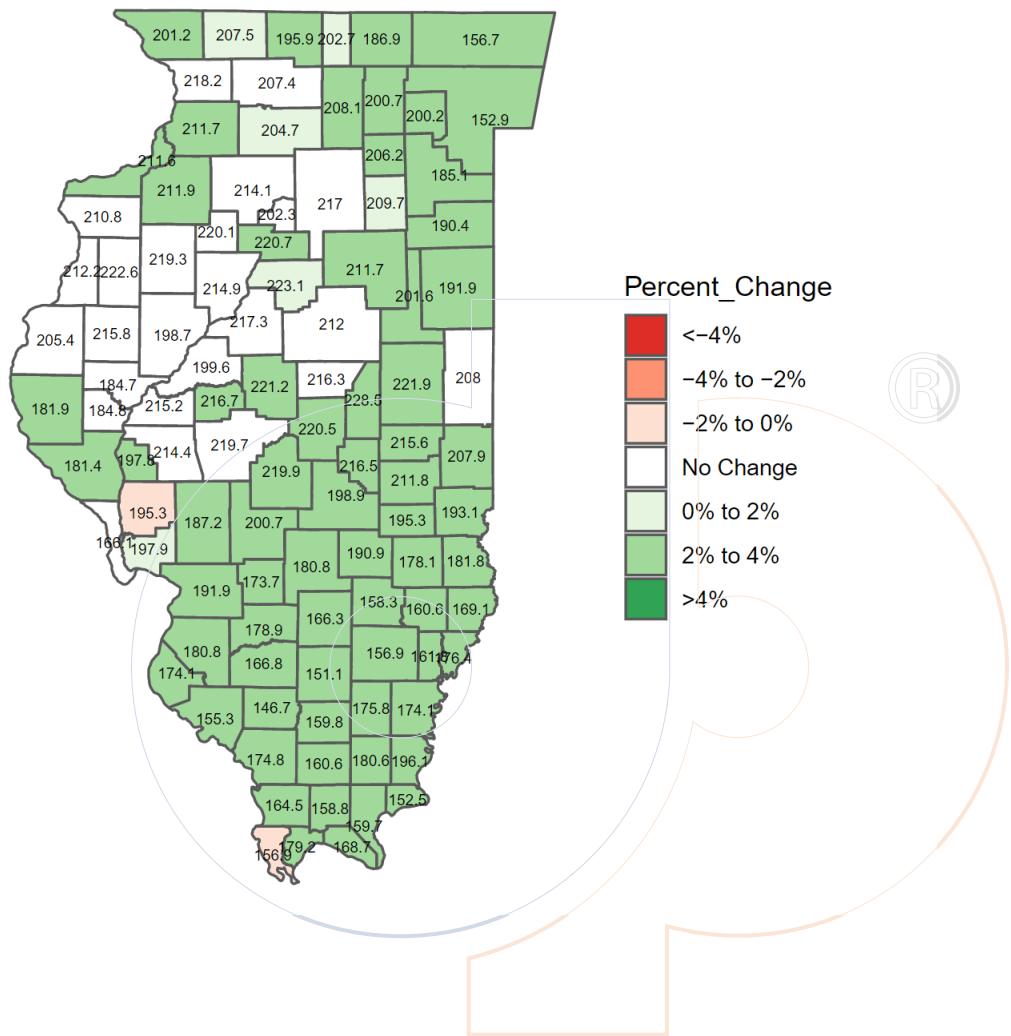 201.2 207.5 195.9 202.7 186.9 156.7
218.2 207.4
208.1 200.7 200.2 152.9
211.7 204.7
211.6 206.2
211.9 214.1 217 209.7 185.1
210.8 202.3
220.1 220.7 190.4
212.2 222.6 219.3 214.9 223.1 211.7 201.6 191.9
Percent_Change
205.4 215.8 198.7 217.3 212
<−4%
199.6 216.3 208
−4% to −2%
181.9 184.7 184.8 215.2 216.7 221.2 228.5 221.9
−2% to 0%
181.4 197.8 214.4 219.7 220.5 215.6 207.9
No Change
219.9 216.5 211.8
195.3 187.2 200.7 198.9 195.3 193.1
0% to 2%
166.1 197.9 180.8 190.9 178.1 181.8
2% to 4%
191.9 173.7 166.3 158.3 160.6 169.1
>4%
180.8 178.9 156.9 176.4
174.1 166.8 151.1
155.3 146.7 159.8 175.8 174.1
174.8 160.6 180.6 196.1
164.5 158.8 159.7 152.5
156.9 179.2 168.7
R